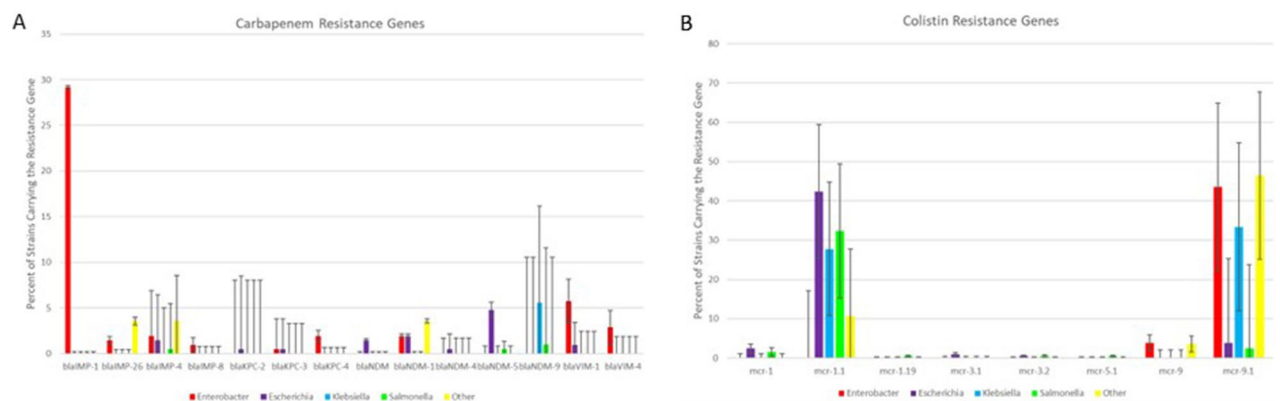 A
Carbapenem Resistance Genes
Percent of Strains Carrying the Resistance Gene
35
30
25
20
15
10
5
0
blaIMP-1 blaIMP-26 blaIMP-4 blaIMP-8 blaKPC-2 blaKPC-3 blaKPC-4 blaNDM blaNDM-1 blaNDM-4 blaNDM-5 blaNDM-9 blaVIM-1 blaVIM-4
Enterobacter Escherichia Klebsiella Salmonella Other
B
Colistin Resistance Genes
Percent of Strains Carrying the Resistance Gene
80
70
60
50
40
30
20
10
0
mcr-1 mcr-1.1 mcr-1.19 mcr-3.1 mcr-3.2 mcr-5.1 mcr-9 mcr-9.1
Enterobacter Escherichia Klebsiella Salmonella Other